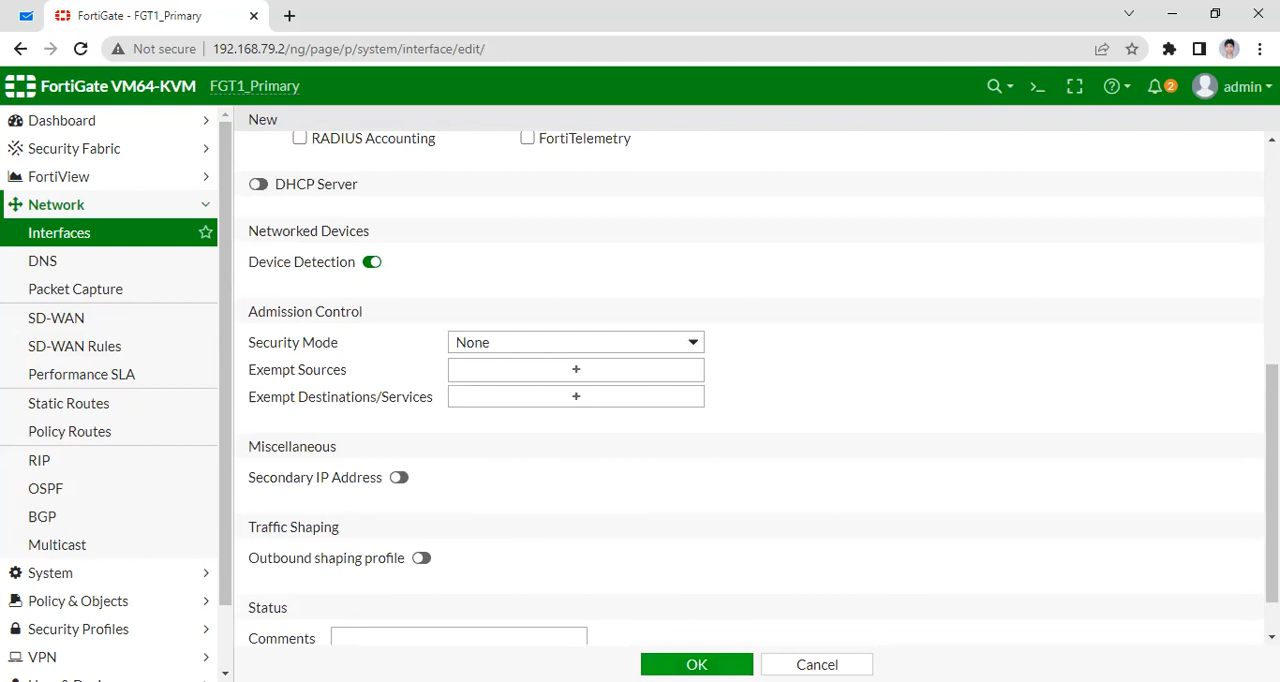 FortiGate - FGT1_Primary
Not secure
192.168.79.2/ng/page/p/system/interface/edit/
FortiGate VM64-KVM
FGT1_Primary
2
admin
Dashboard
Security Fabric
FortiView
Network
Interfaces
DNS
Packet Capture
SD-WAN
SD-WAN Rules
Performance SLA
Static Routes
Policy Routes
RIP
OSPF
BGP
Multicast
System
Policy & Objects
Security Profiles
VPN
New
RADIUS Accounting
FortiTelemetry
DHCP Server
Networked Devices
Device Detection
Admission Control
Security Mode
None
Exempt Sources
+
Exempt Destinations/Services
+
Miscellaneous
Secondary IP Address
Traffic Shaping
Outbound shaping profile
Status
Comments
OK
Cancel